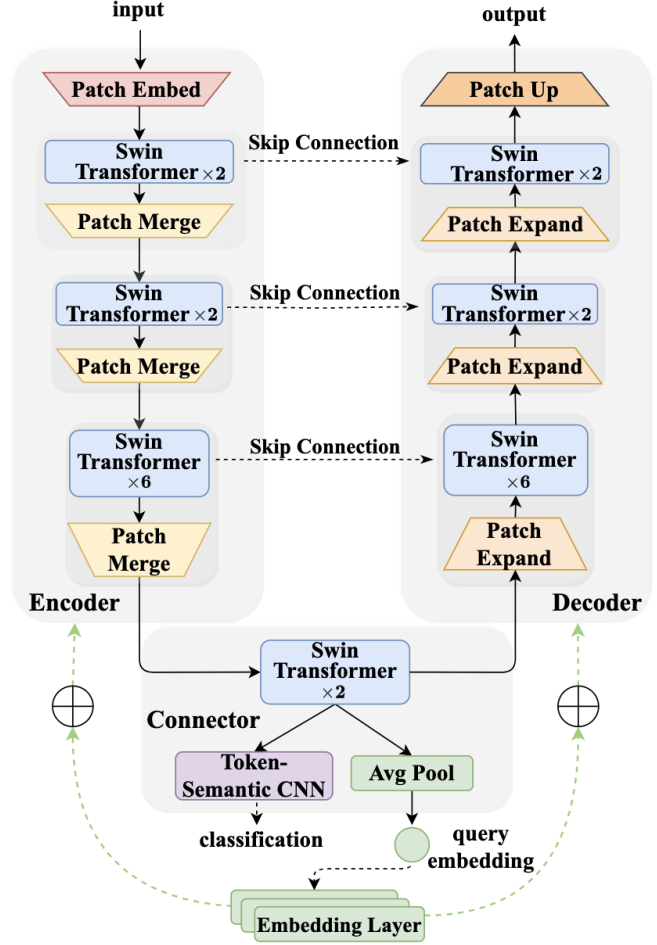 input
Patch Embed
Swin
Transformer ×2
Patch Merge
Swin
Transformer ×2
Patch Merge
Swin
Transformer
×6
Patch
Merge
Encoder
Skip Connection
Skip Connection
Skip Connection
output
Patch Up
Swin
Transformer ×2
Patch Expand
Swin
Transformer ×2
Patch Expand
Swin
Transformer
×6
Patch
Expand
Decoder
Swin
Transformer
×2
Connector
Token-
Semantic CNN
classification
Avg Pool
query
embedding
Embedding Layer